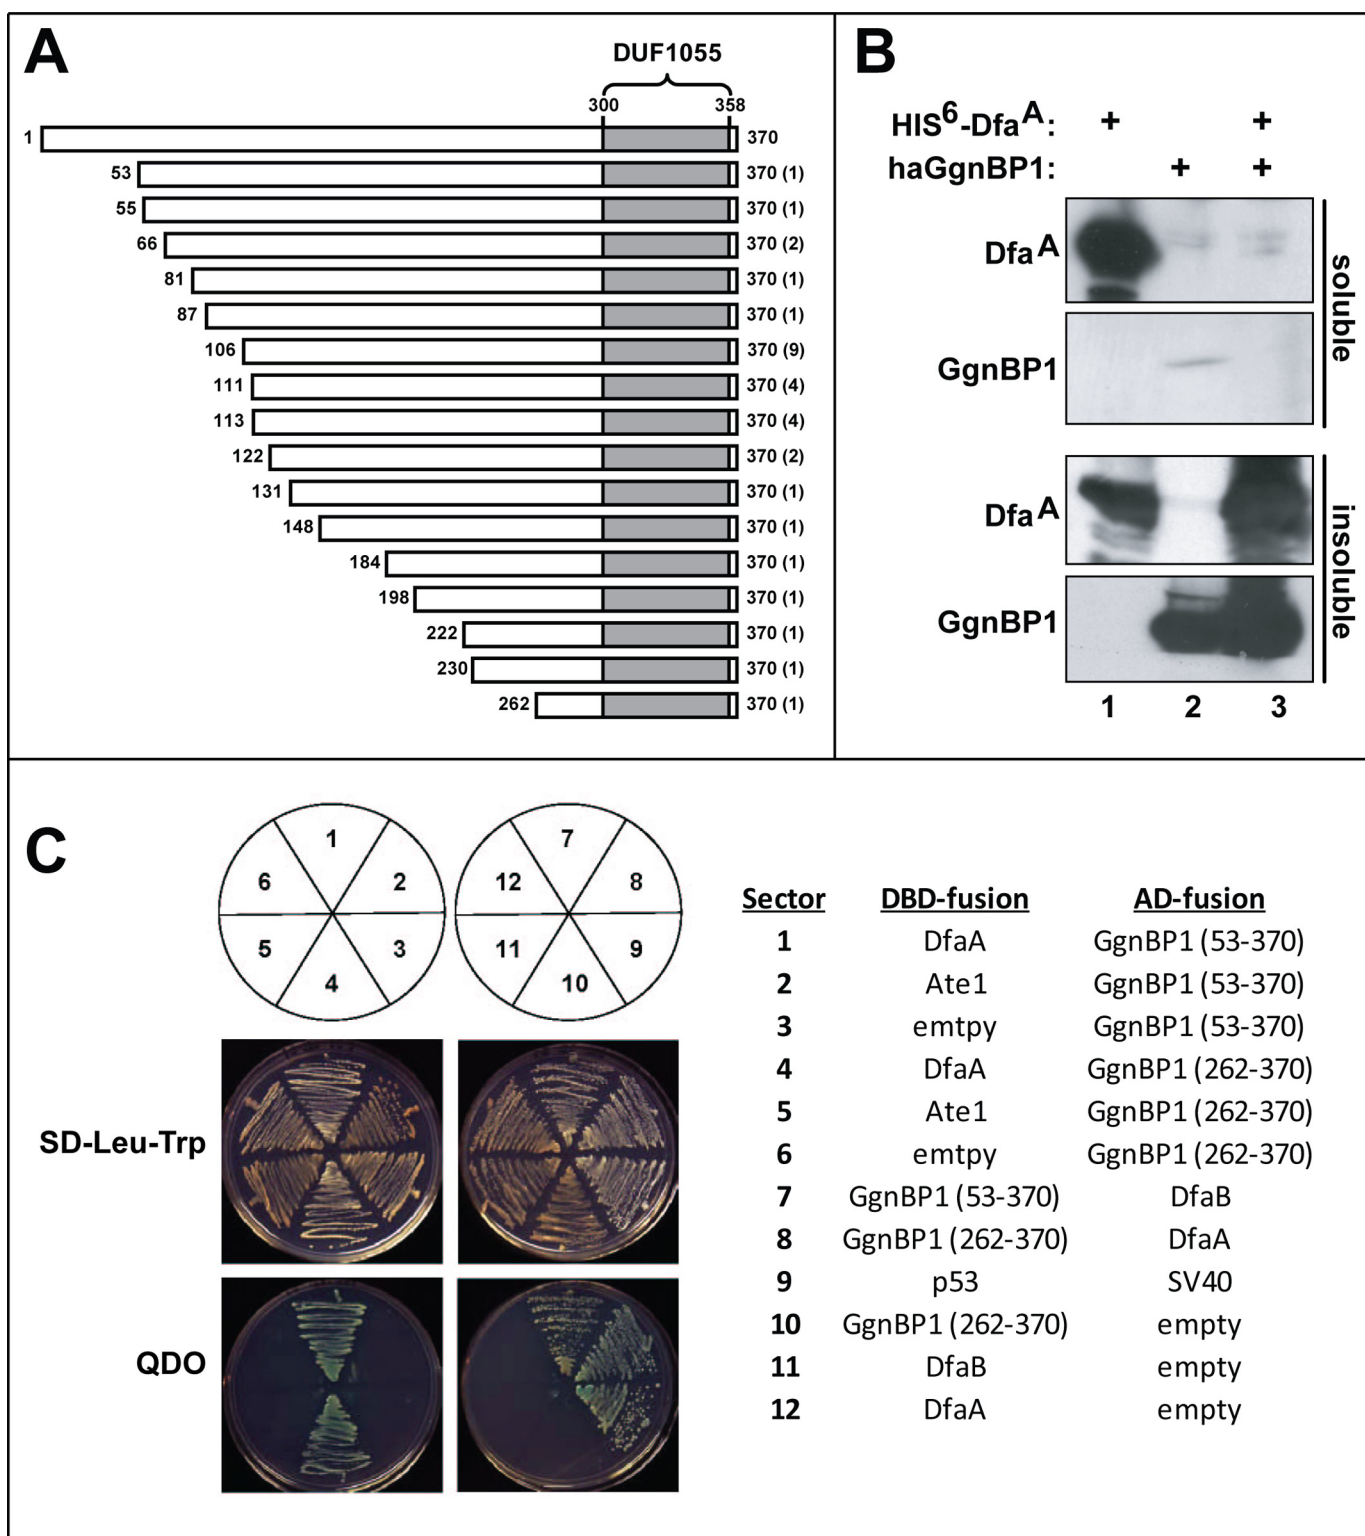 A
DUF1055
300 358
1 370
53 370 (1)
55 370 (1)
66 370 (2)
81 370 (1)
87 370 (1)
106 370 (9)
111 370 (4)
113 370 (4)
122 370 (2)
131 370 (1)
148 370 (1)
184 370 (1)
198 370 (1)
222 370 (1)
230 370 (1)
262 370 (1)
B
HIS6-DfaA: + +
haGgnBP1: + +
DfaA
GgnBP1
soluble
DfaA
GgnBP1
insoluble
1 2 3
C
1
2
3
4
5
6
7
8
9
10
11
12
SD-Leu-Trp
QDO
Sector DBD-fusion AD-fusion
1 DfaA GgnBP1 (53-370)
2 Ate1 GgnBP1 (53-370)
3 emtpy GgnBP1 (53-370)
4 DfaA GgnBP1 (262-370)
5 Ate1 GgnBP1 (262-370)
6 emtpy GgnBP1 (262-370)
7 GgnBP1 (53-370) DfaB
8 GgnBP1 (262-370) DfaA
9 p53 SV40
10 GgnBP1 (262-370) empty
11 DfaB empty
12 DfaA empty